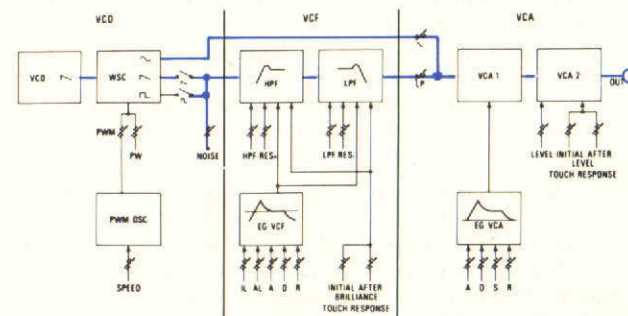 VCO VCF VCA
VCO WSC HPF LPF LP VCA 1 VCA 2 OUT
PWM PW NOISE HPF RES. LPF RES. LEVEL INITIAL AFTER
LEVEL
TOUCH RESPONSE
PWM OSC EG VCF EG VCA
SPEED IL AL A D R INITIAL AFTER A D S R
BRILLIANCE
TOUCH RESPONSE